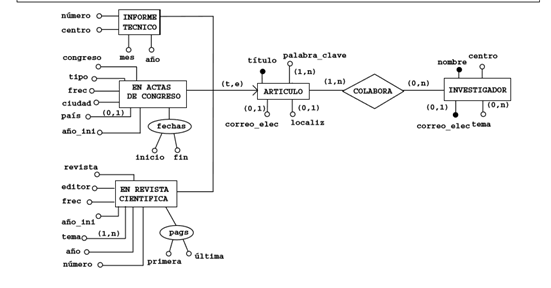 número
centro
INFORME
TECNICO
mes
año
congreso
tipo
frec
ciudad
país
(0,1)
año_ini
EN ACTAS
DE CONGRESO
fechas
inicio
fin
revista
editor
frec
año_ini
tema
(1,n)
año
número
EN REVISTA
CIENTIFICA
pags
primera
última
(t,e)
título
palabra_clave
(1,n)
ARTICULO
(0,1)
(0,1)
correo_elec
localiz
(1,n)
COLABORA
(0,n)
nombre
centro
INVESTIGADOR
(0,1)
(0,n)
correo_elec
tema